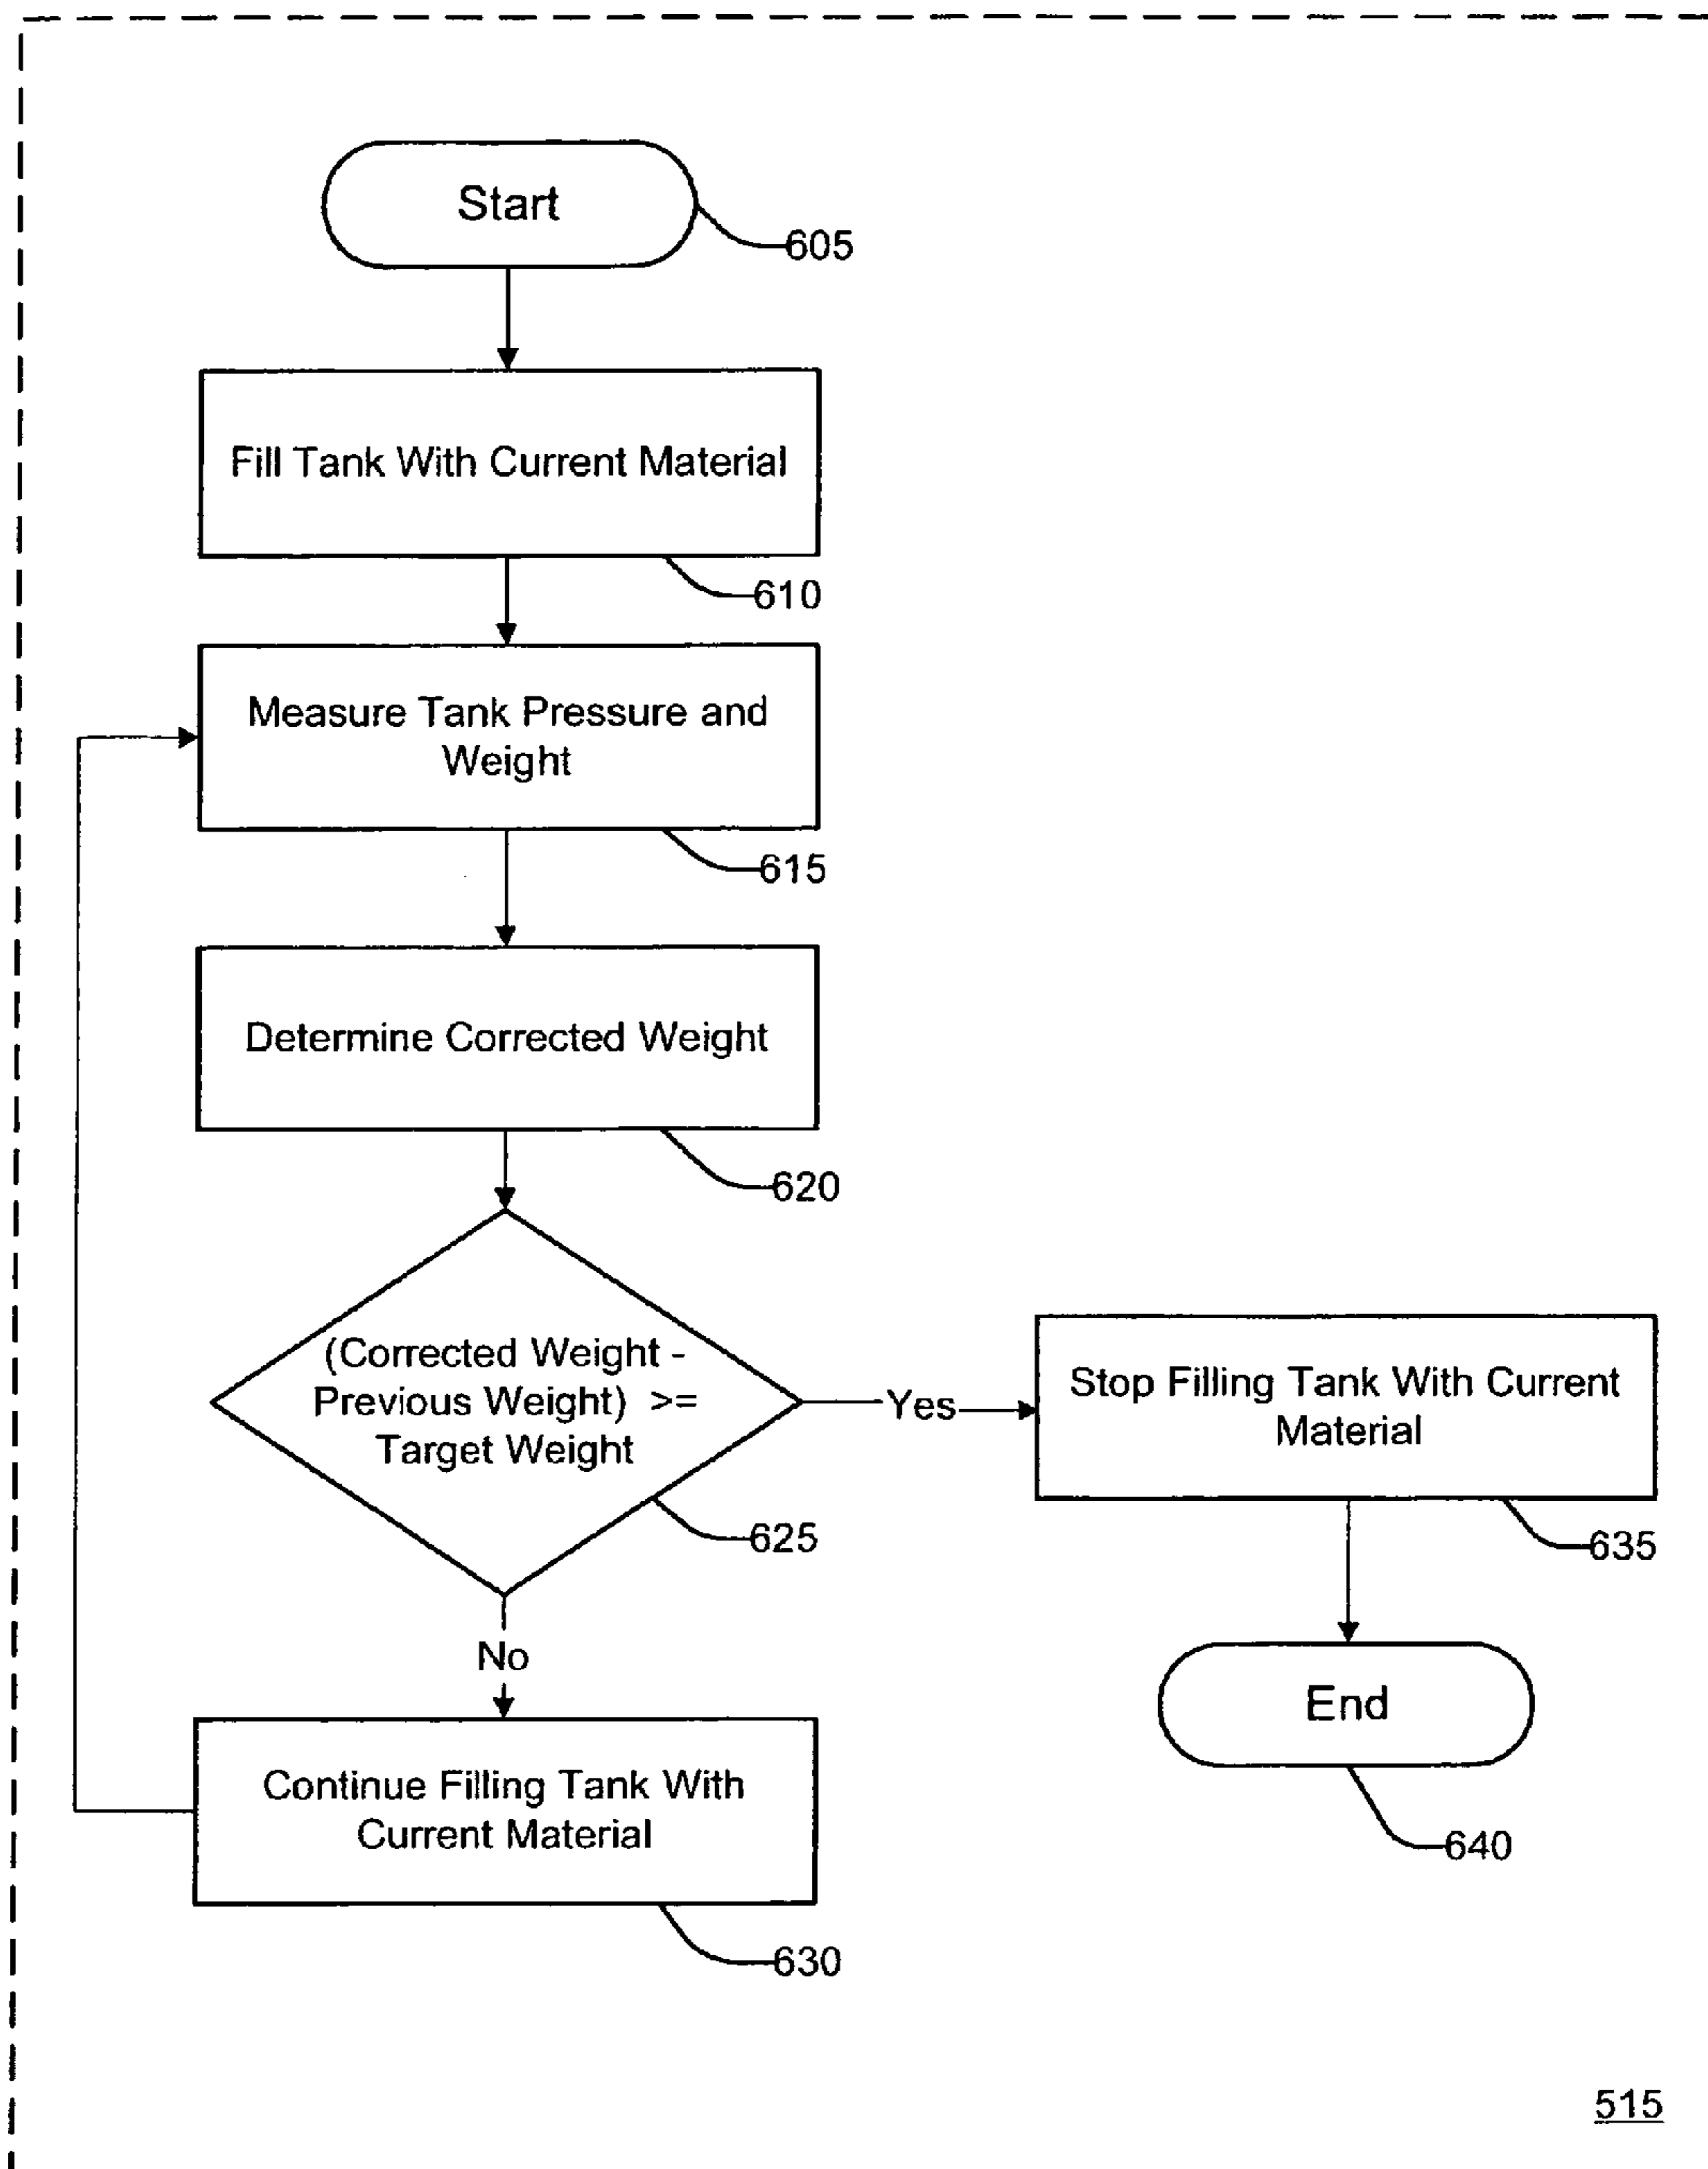 Start
605
Fill Tank With Current Material
610
Measure Tank Pressure and
Weight
615
Determine Corrected Weight
620
(Corrected Weight -
Previous Weight) >=
Target Weight
625
Yes
Stop Filling Tank With Current
Material
635
No
End
640
Continue Filling Tank With
Current Material
630
515